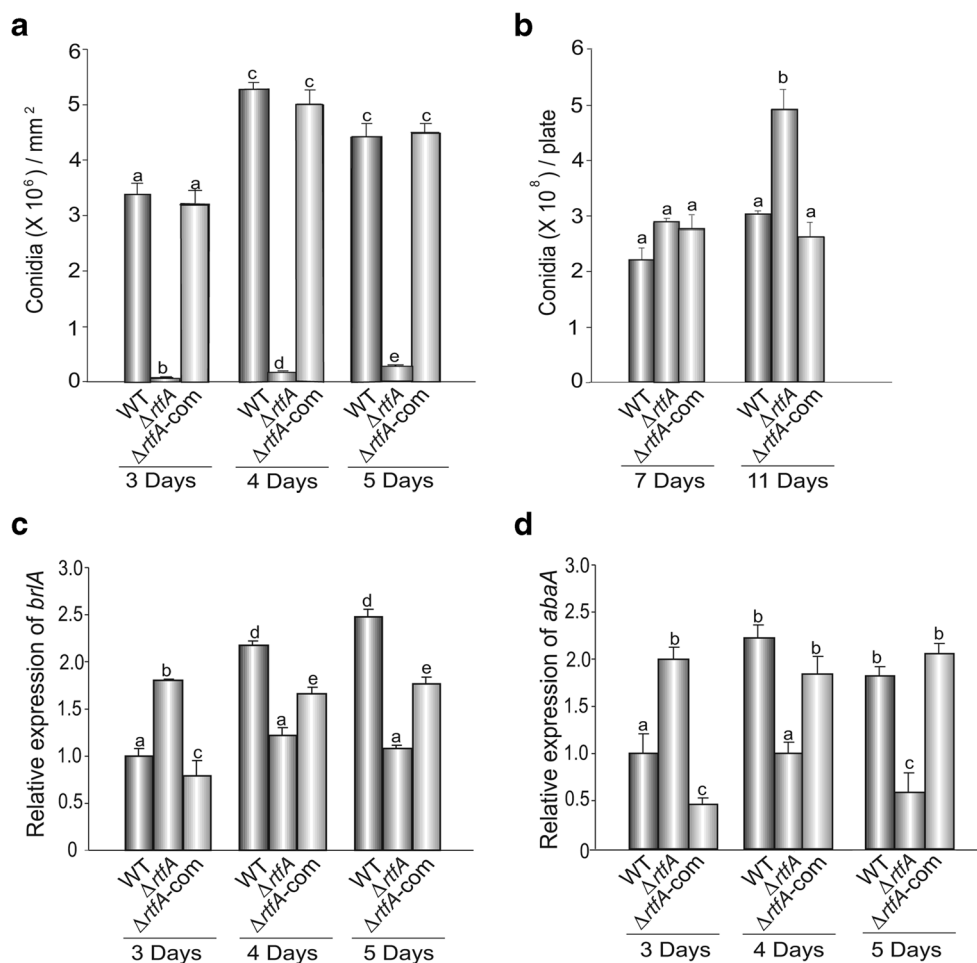 a
Conidia (X 10⁶) / mm²
6
5
4
3
2
1
0
a
b
a
c
d
c
c
e
c
WT
ΔrtfA
ΔrtfA-com
WT
ΔrtfA
ΔrtfA-com
WT
ΔrtfA
ΔrtfA-com
3 Days
4 Days
5 Days
b
Conidia (X 10⁸) / plate
6
5
4
3
2
1
0
a
a
a
a
b
a
WT
ΔrtfA
ΔrtfA-com
WT
ΔrtfA
ΔrtfA-com
7 Days
11 Days
c
Relative expression of brlA
3.0
2.5
2.0
1.5
1.0
0.5
0
a
b
c
d
a
e
d
a
e
WT
ΔrtfA
ΔrtfA-com
WT
ΔrtfA
ΔrtfA-com
WT
ΔrtfA
ΔrtfA-com
3 Days
4 Days
5 Days
d
Relative expression of abaA
3.0
2.5
2.0
1.5
1.0
0.5
0
a
b
c
b
a
b
b
c
b
WT
ΔrtfA
ΔrtfA-com
WT
ΔrtfA
ΔrtfA-com
WT
ΔrtfA
ΔrtfA-com
3 Days
4 Days
5 Days